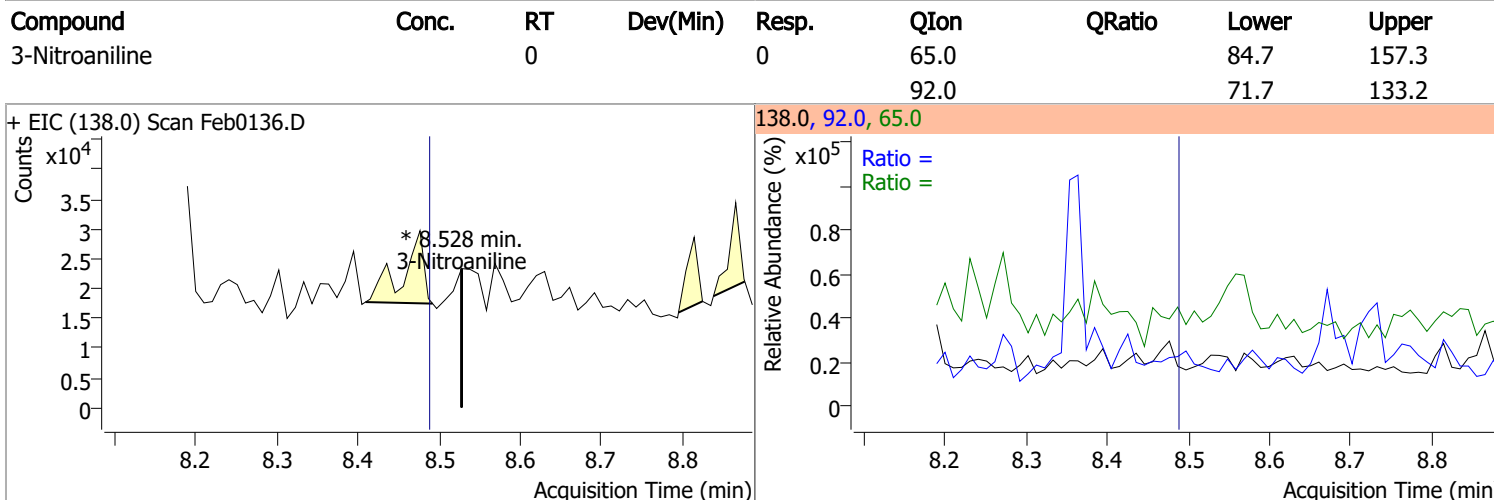 Compound Conc. RT Dev(Min) Resp. QIon QRatio Lower Upper
3-Nitroaniline 0 0 65.0 84.7 157.3
92.0 71.7 133.2
+ EIC (138.0) Scan Feb0136.D
Counts
x10⁴
3.5
3
2.5
2
1.5
1
0.5
0
* 8.528 min.
3-Nitroaniline
8.2 8.3 8.4 8.5 8.6 8.7 8.8
Acquisition Time (min)
138.0, 92.0, 65.0
Relative Abundance (%)
x10⁵
Ratio =
Ratio =
0.8
0.6
0.4
0.2
0
8.2 8.3 8.4 8.5 8.6 8.7 8.8
Acquisition Time (min